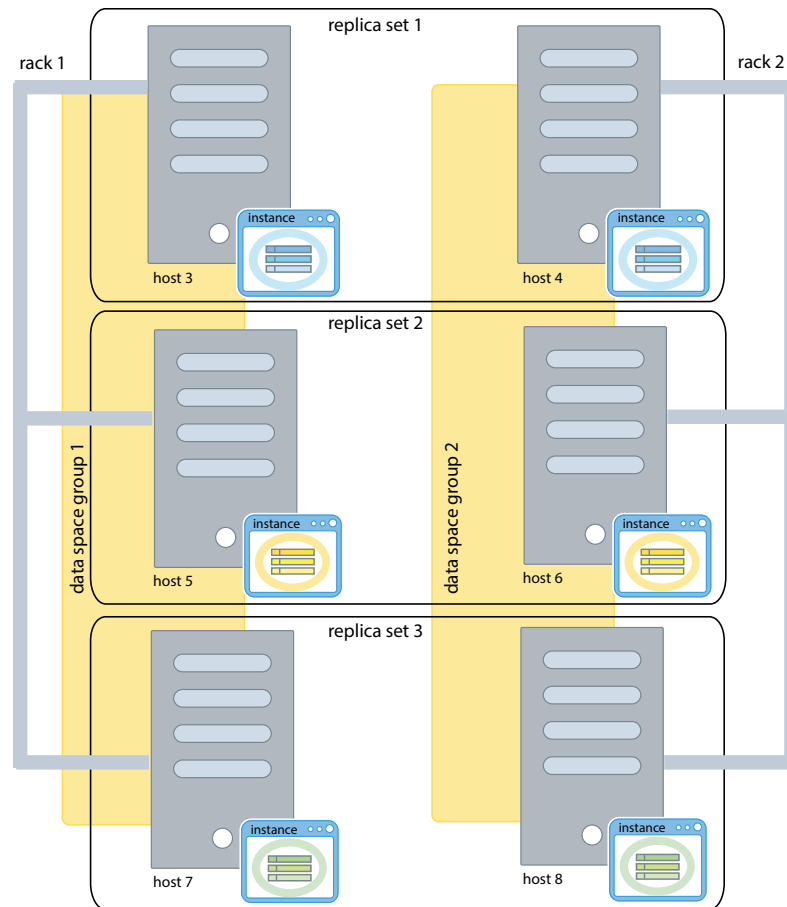 replica set 1
rack 1
rack 2
instance
instance
host 3
host 4
replica set 2
data space group 1
data space group 2
instance
instance
host 5
host 6
replica set 3
instance
instance
host 7
host 8